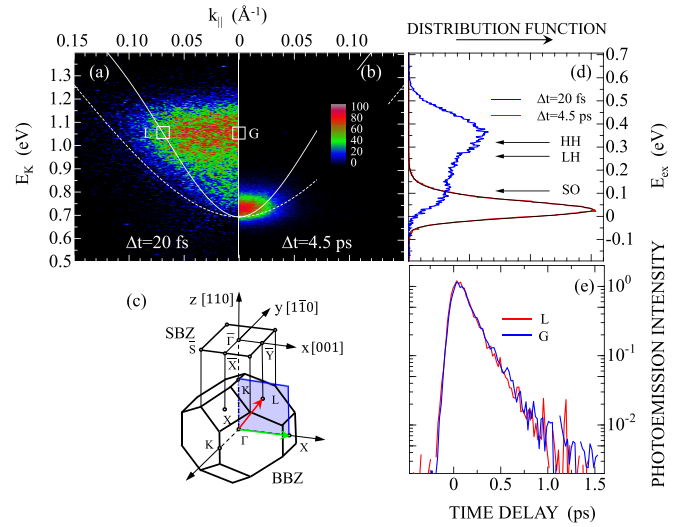 k|| (Å-1)
DISTRIBUTION FUNCTION
0.15 0.10 0.05 0 0.05 0.10
(a)
(b)
(d)
1.3
1.2
1.1
1.0
0.9
0.8
0.7
0.6
0.5
EK (eV)
L
G
100
80
60
40
20
0
Δt=20 fs
Δt=4.5 ps
Δt=20 fs
Δt=4.5 ps
HH
LH
SO
0.7
0.6
0.5
0.4
0.3
0.2
0.1
0
-0.1
Eex (eV)
(c)
z [110]
y [11̅0]
x [001]
SBZ
S̅
Γ̅
X̅
Y̅
K
L
X
K
Γ
X
BBZ
(e)
L
G
100
10-1
10-2
PHOTOEMISSION INTENSITY
0 0.5 1.0 1.5
TIME DELAY (ps)